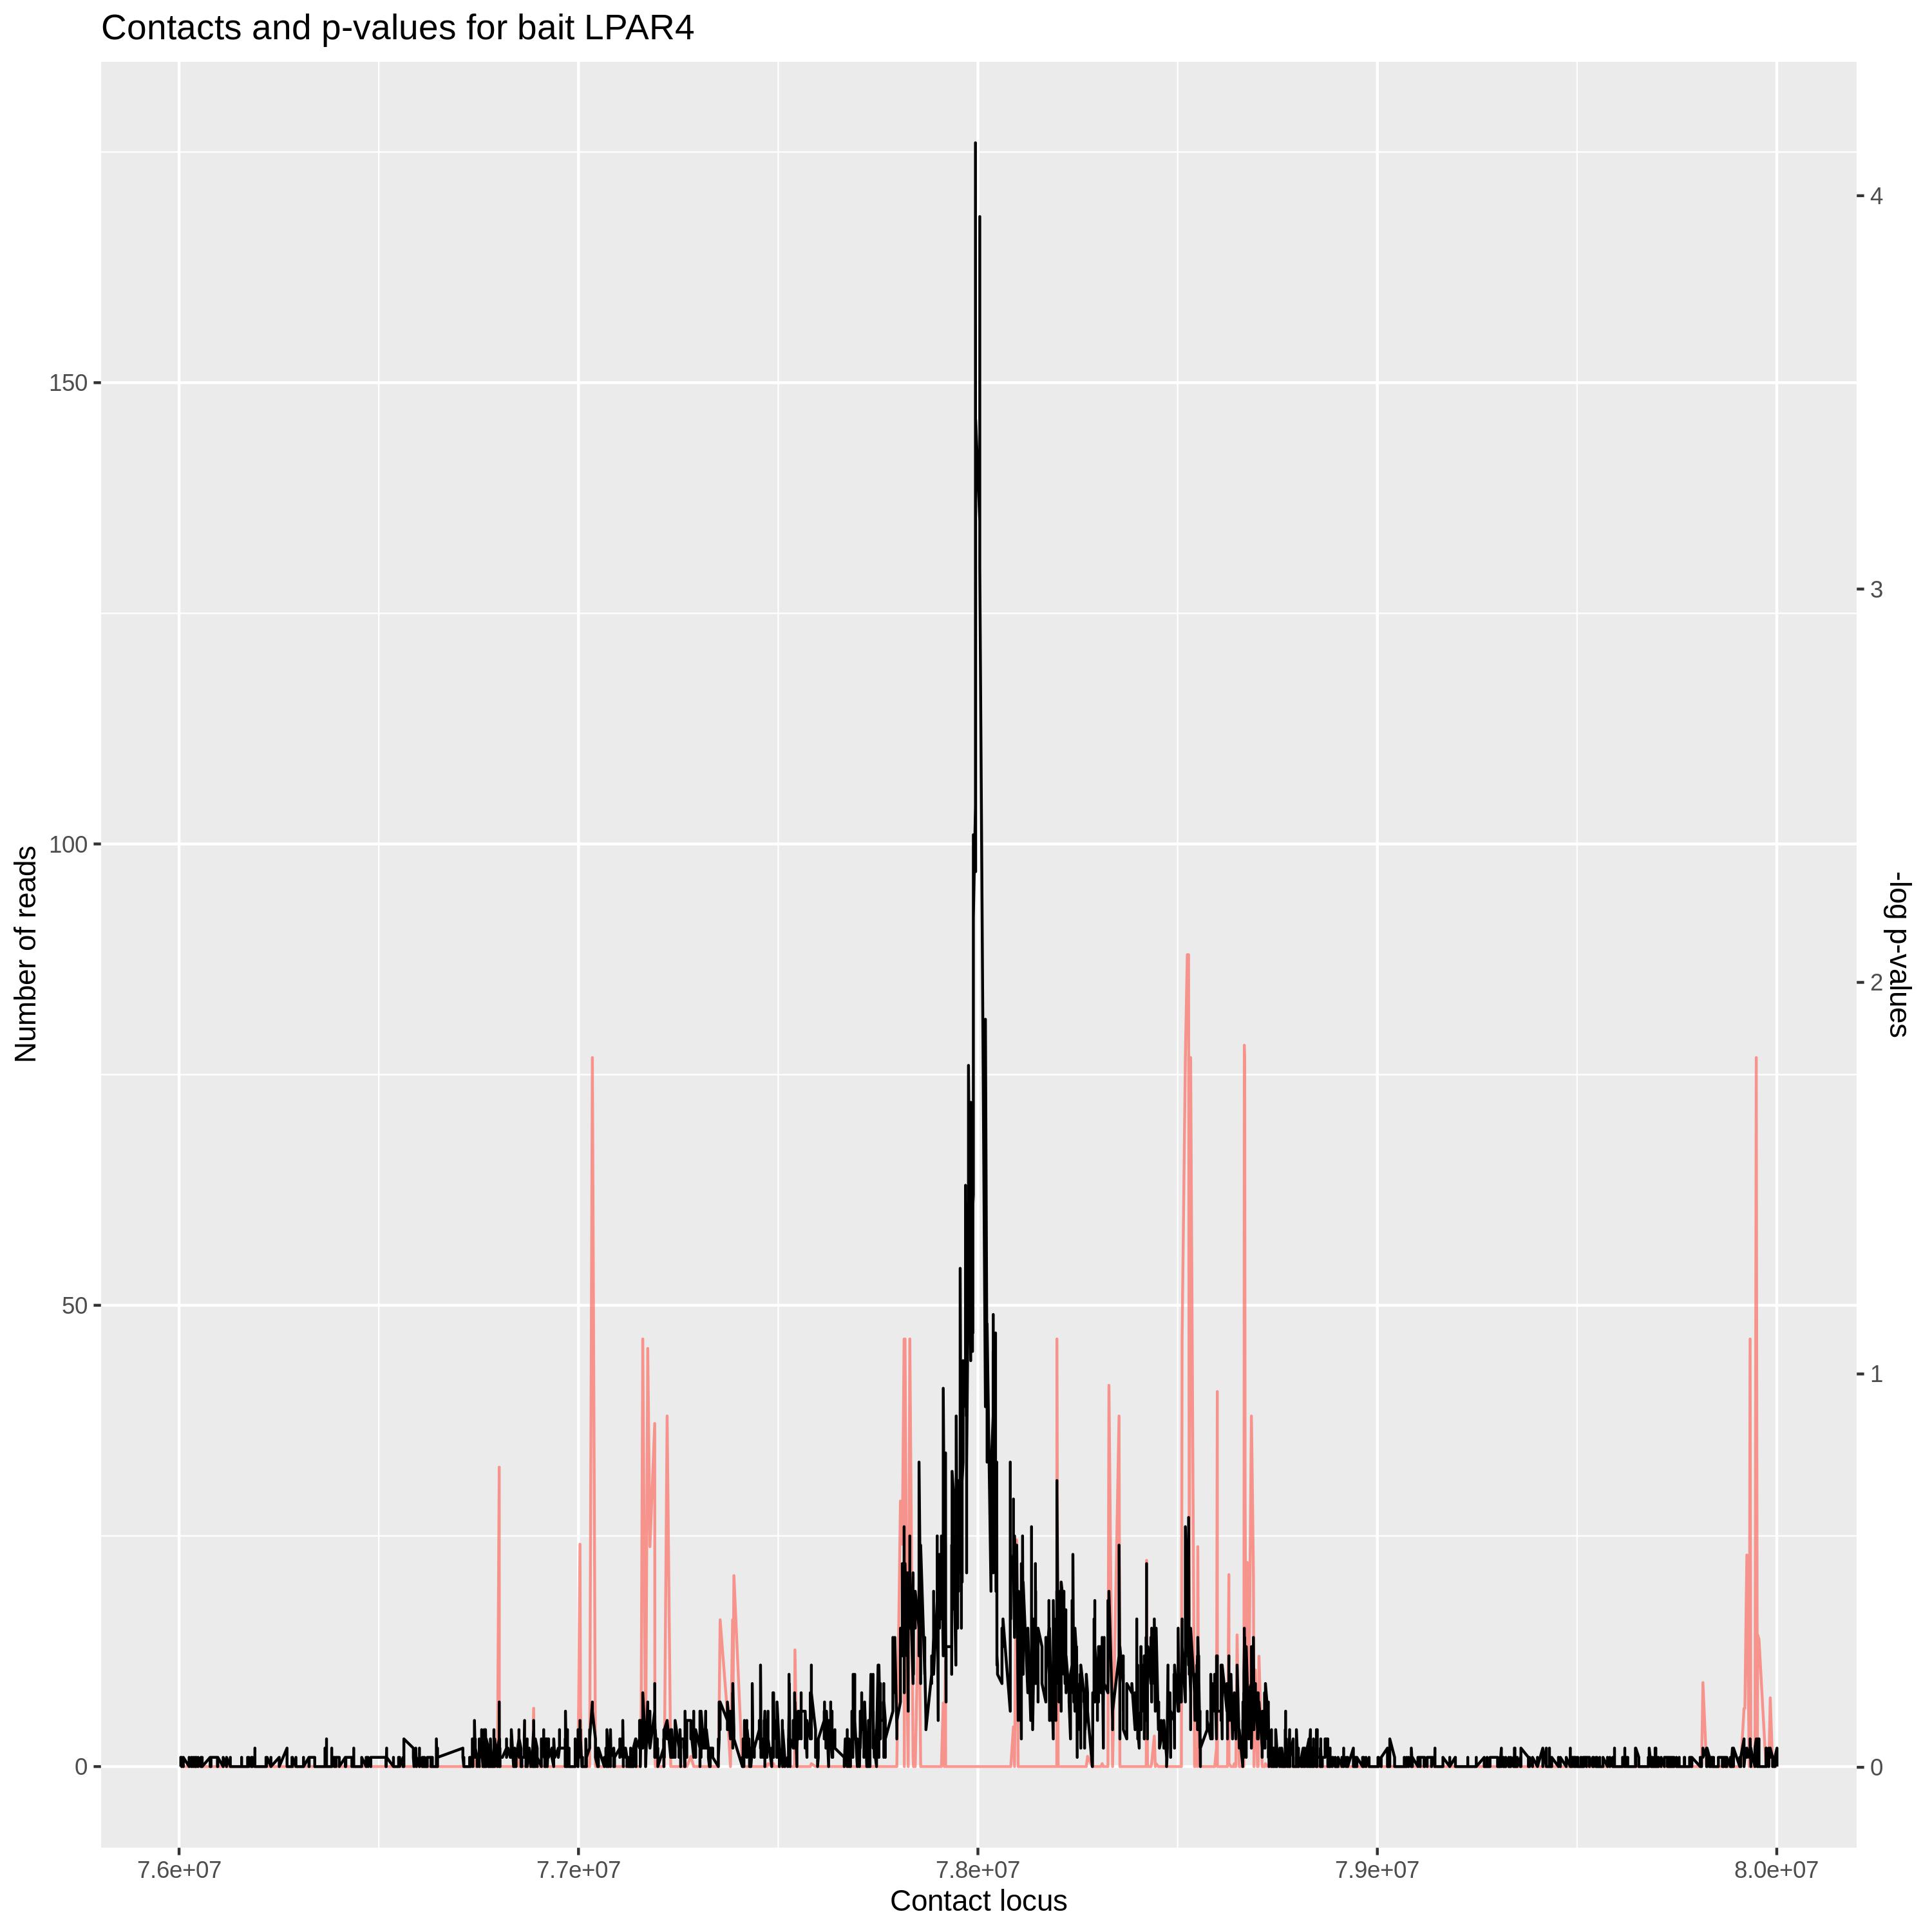 Contacts and p-values for bait LPAR4
Number of reads
150
100
50
0
4
3
2
1
0
-log p-values
7.6e+07 7.7e+07 7.8e+07 7.9e+07 8.0e+07
Contact locus